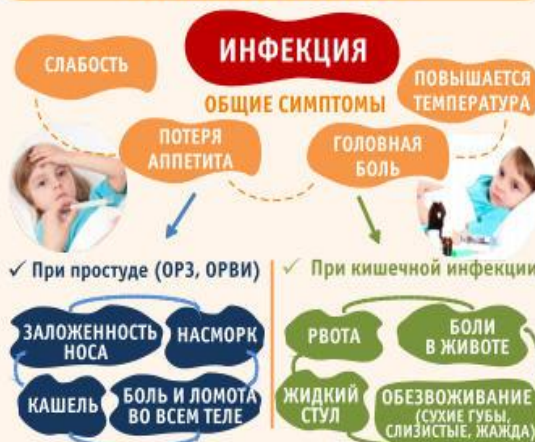 ИНФЕКЦИЯ
СЛАБОСТЬ
ПОВЫШАЕТСЯ
ТЕМПЕРАТУРА
ОБЩИЕ СИМПТОМЫ
ПОТЕРЯ
АППЕТИТА
ГОЛОВНАЯ
БОЛЬ
✓ При простуде (ОРЗ, ОРВИ)
ЗАЛОЖЕННОСТЬ
НОСА
НАСМОРК
КАШЕЛЬ
БОЛЬ И ЛОМОТА
ВО ВСЕМ ТЕЛЕ
✓ При кишечной инфекции
РВОТА
БОЛИ
В ЖИВОТЕ
ЖИДКИЙ
СТУЛ
ОБЕЗВОЖИВАНИЕ
(СУХИЕ ГУБЫ,
СЛИЗИСТЫЕ, ЖАЖДА)